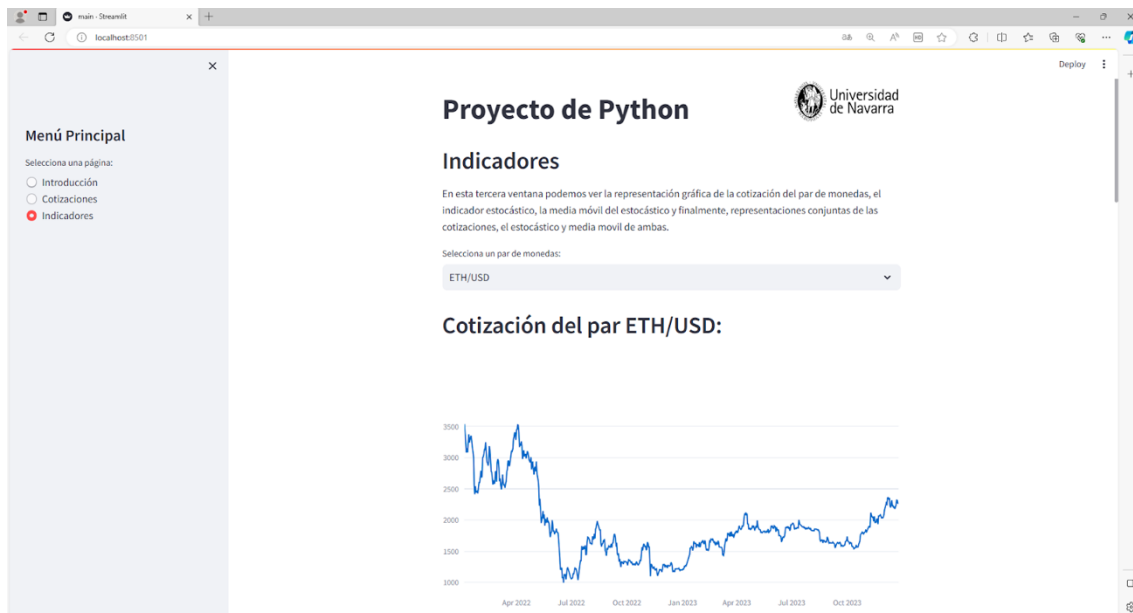 main · Streamlit
localhost:8501
Deploy
Menú Principal
Selecciona una página:
Introducción
Cotizaciones
Indicadores
Proyecto de Python
Universidad
de Navarra
Indicadores
En esta tercera ventana podemos ver la representación gráfica de la cotización del par de monedas, el
indicador estocástico, la media móvil del estocástico y finalmente, representaciones conjuntas de las
cotizaciones, el estocástico y media movil de ambas.
Selecciona un par de monedas:
ETH/USD
Cotización del par ETH/USD:
3500
3000
2500
2000
1500
1000
Apr 2022 Jul 2022 Oct 2022 Jan 2023 Apr 2023 Jul 2023 Oct 2023